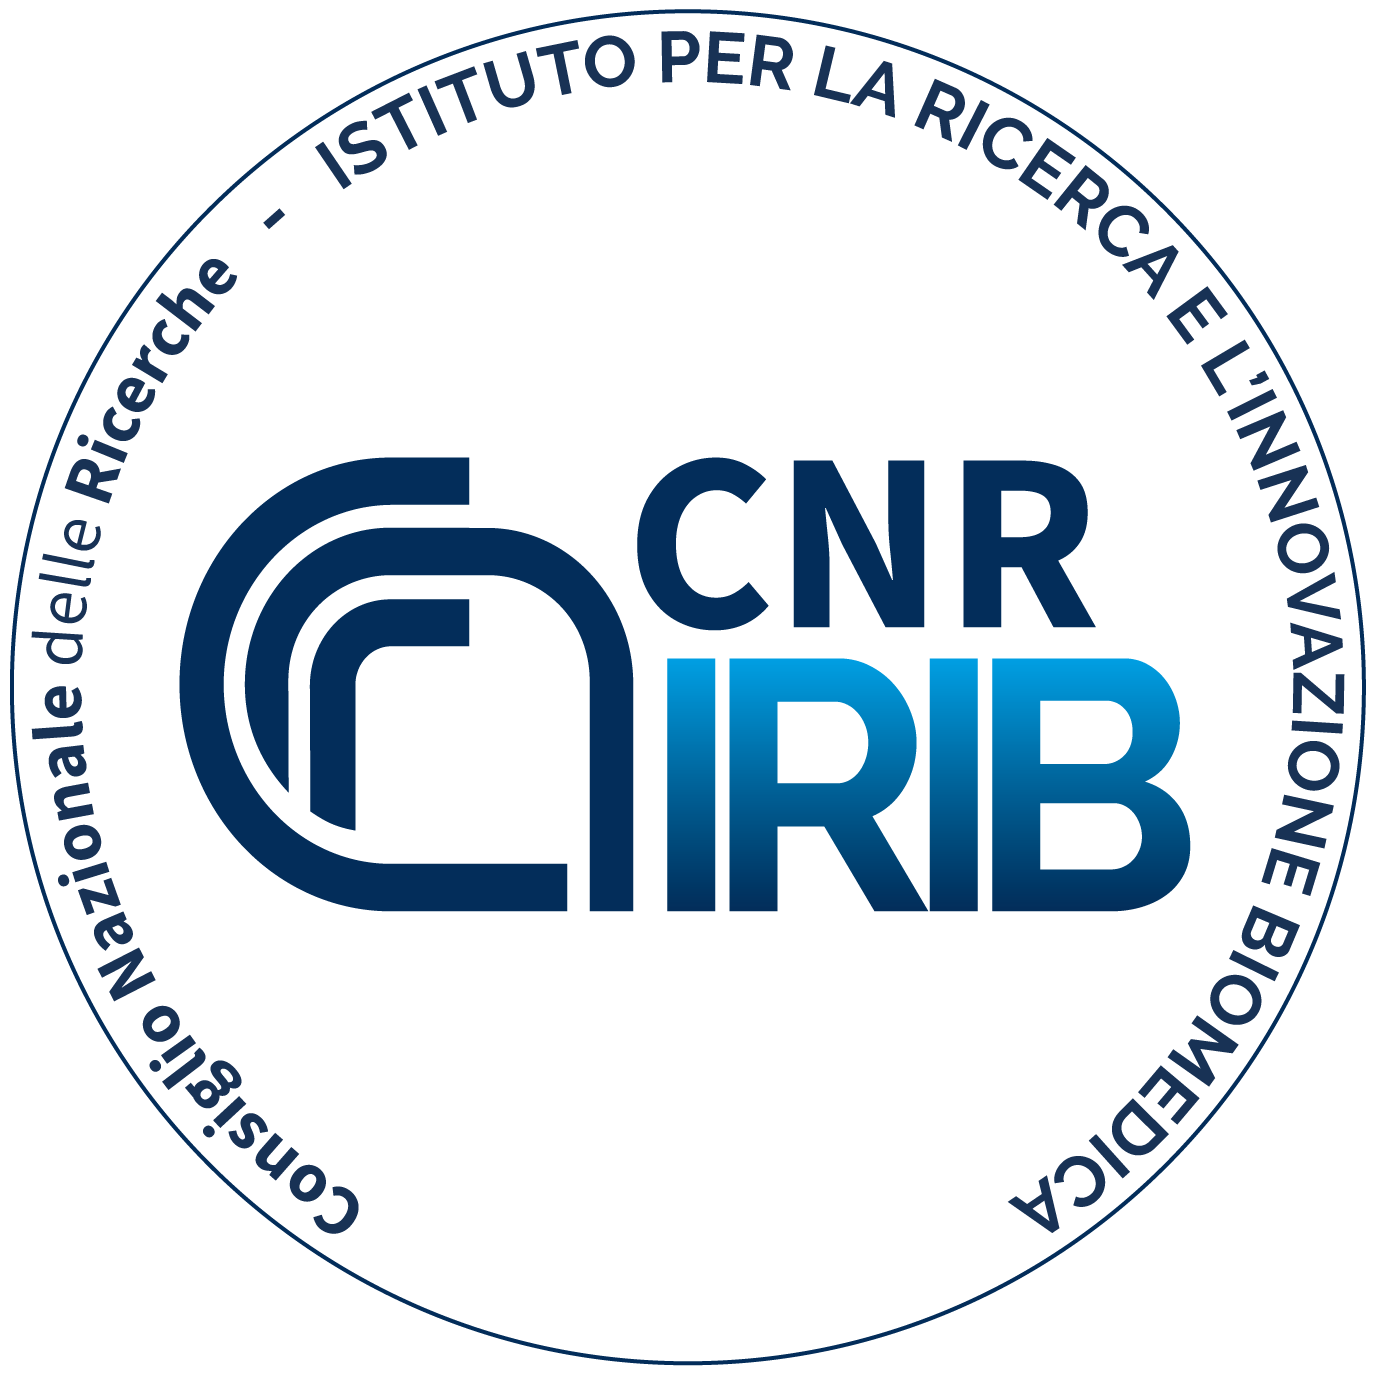 Consiglio Nazionale delle Ricerche - ISTITUTO PER LA RICERCA E L'INNOVAZIONE BIOMEDICA
CNR
IRIB